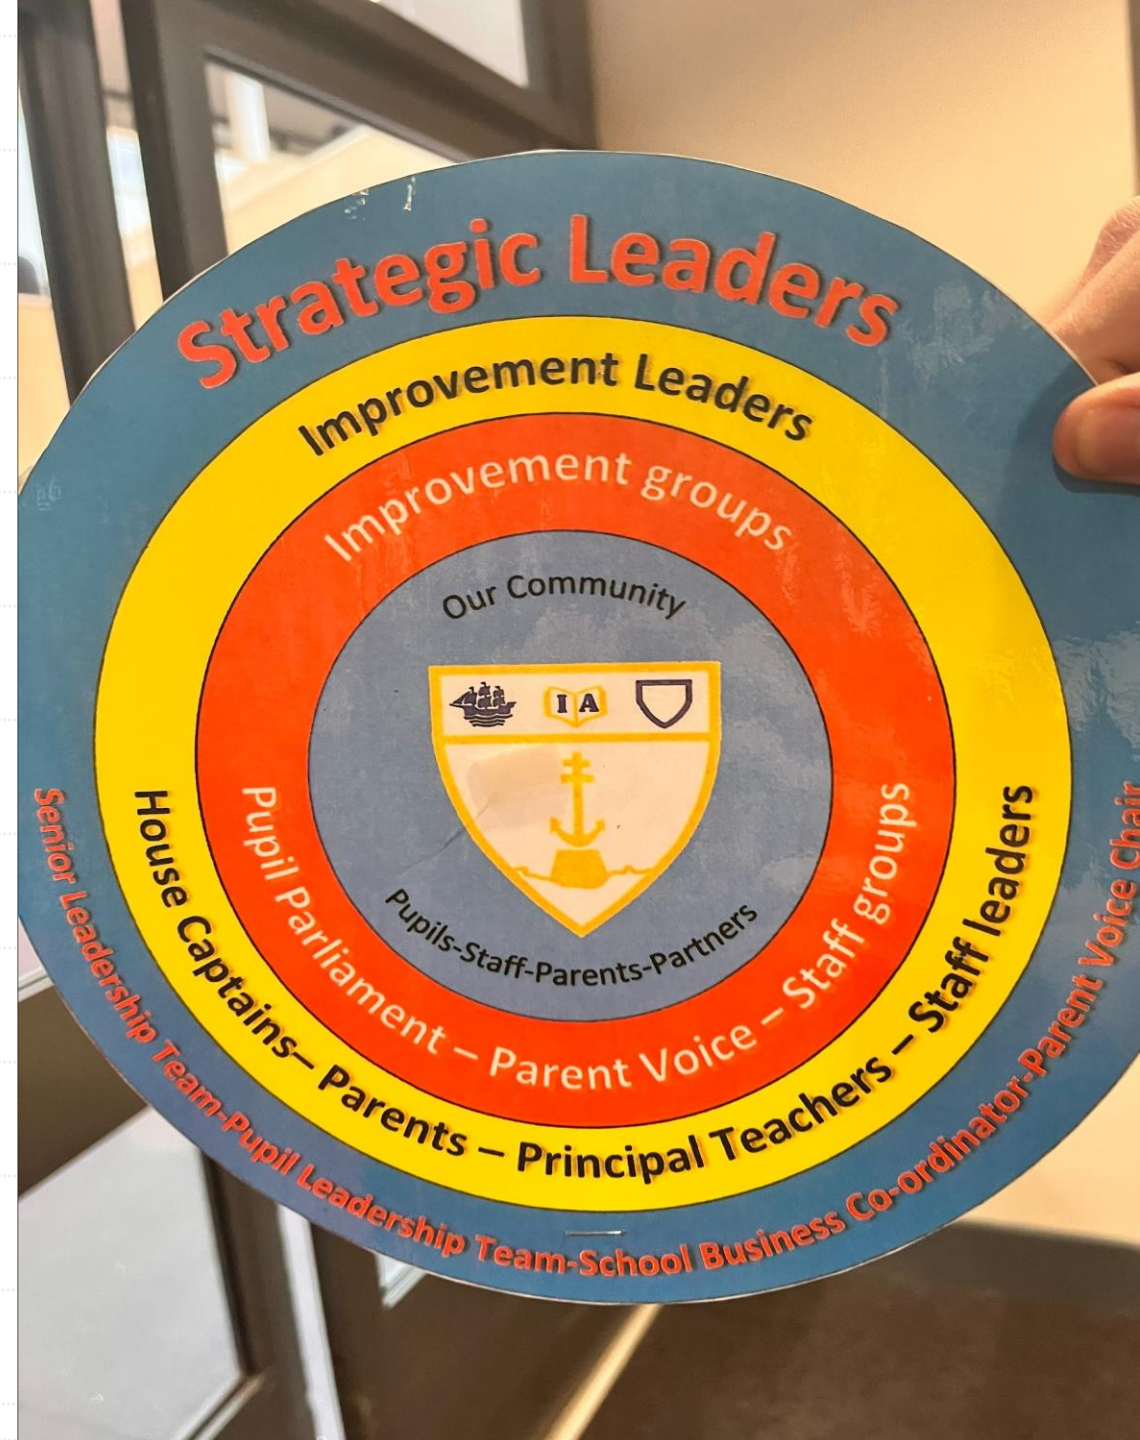 Strategic Leaders
Improvement Leaders
Improvement groups
Our Community
I A
Pupils-Staff-Parents-Partners
Pupil Parliament – Parent Voice – Staff groups
House Captains– Parents – Principal Teachers – Staff leaders
Senior Leadership Team-Pupil Leadership Team-School Business Co-ordinator-Parent Voice Chair